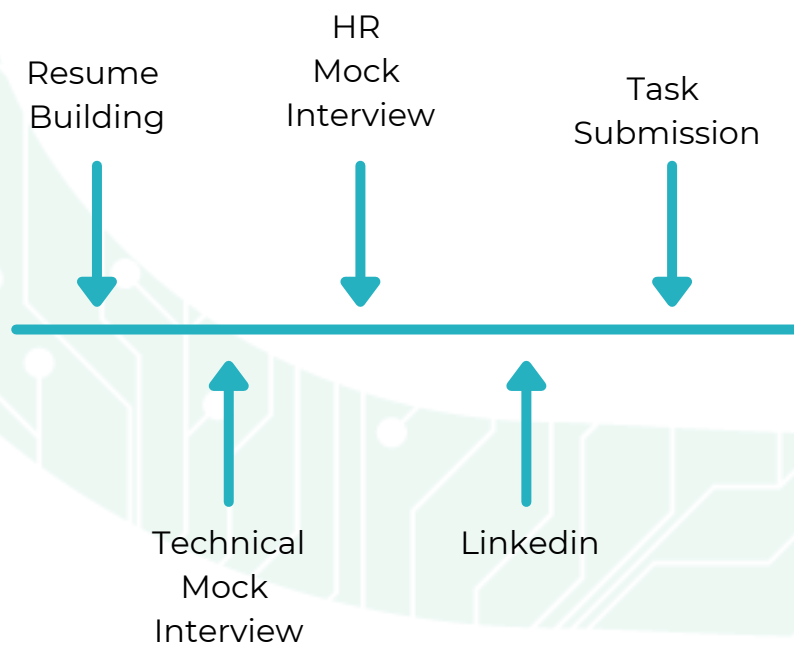 Resume
Building
HR
Mock
Interview
Task
Submission
Technical
Mock
Interview
Linkedin